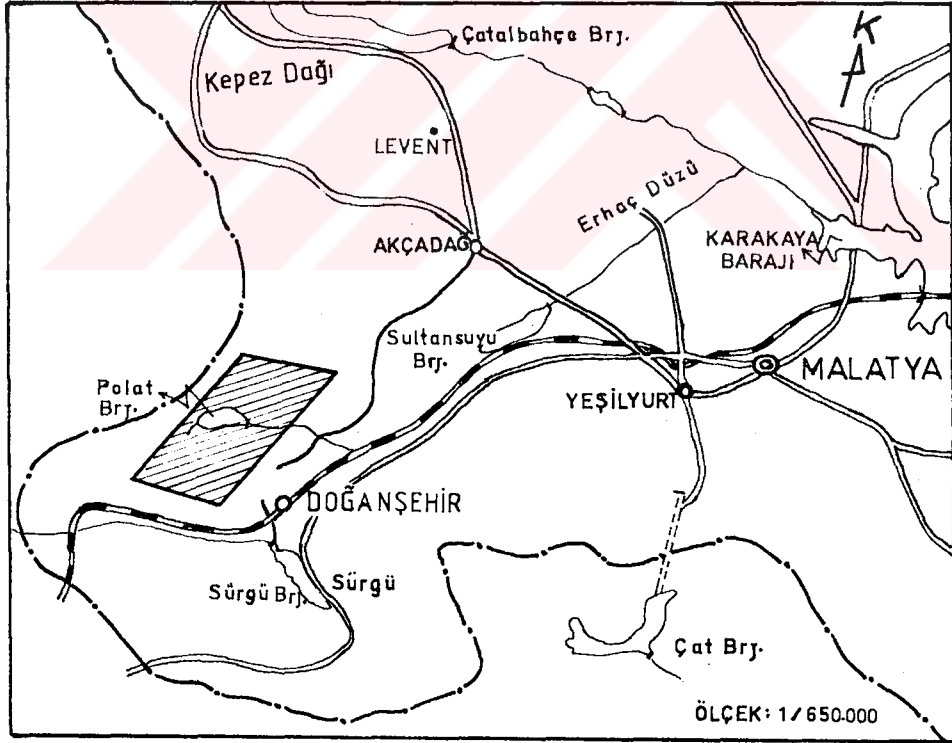 Çatalbahçe Brj.
K
Kepez Dağı
LEVENT
Erhaç Düzü
AKÇADAĞ
KARAKAYA
BARAJI
Sultansuyu
Brj.
Polat
Brj.
MALATYA
YEŞİLYURT
DOĞANŞEHİR
Sürgü Brj.
Sürgü
Çat Brj.
ÖLÇEK: 1/650.000